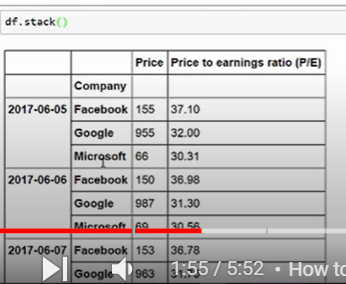 df.stack()
Price Price to earnings ratio (P/E)
Company
2017-06-05 Facebook 155 37.10
Google 955 32.00
Microsoft 66 30.31
2017-06-06 Facebook 150 36.98
Google 987 31.30
Microsoft 69 30.56
2017-06-07 Facebook 153 36.78
Google 963
1:55 / 5:52 • How to